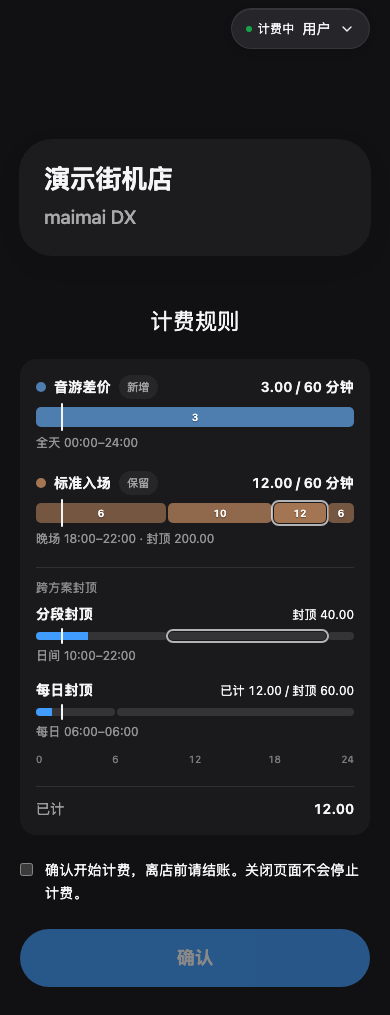 计费中 用户
演示街机店
maimai DX
计费规则
音游差价 新增 3.00 / 60 分钟
3
全天 00:00–24:00
标准入场 保留 12.00 / 60 分钟
6 10 12 6
晚场 18:00–22:00 · 封顶 200.00
跨方案封顶
分段封顶 封顶 40.00
日间 10:00–22:00
每日封顶 已计 12.00 / 封顶 60.00
每日 06:00–06:00
0 6 12 18 24
已计 12.00
确认开始计费，离店前请结账。关闭页面不会停止
计费。
确认